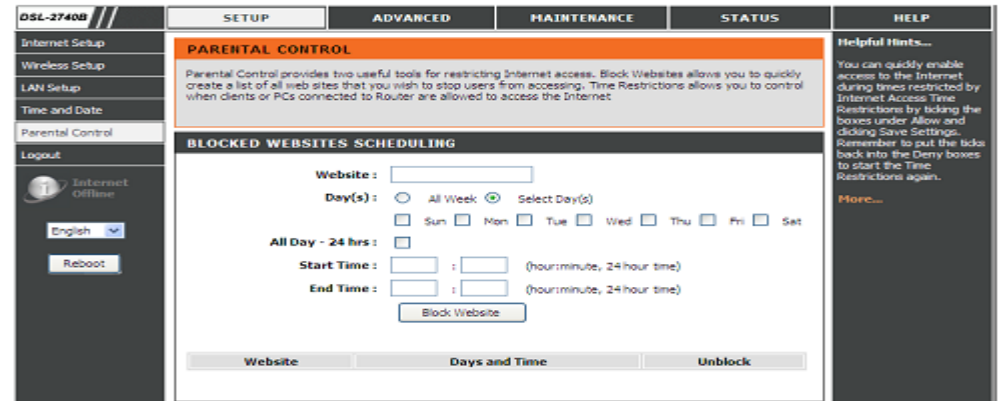 DSL-2740B
SETUP ADVANCED MAINTENANCE STATUS HELP
Internet Setup
Wireless Setup
LAN Setup
Time and Date
Parental Control
Logout
Internet
Offline
English
Reboot
PARENTAL CONTROL
Parental Control provides two useful tools for restricting Internet access. Block Websites allows you to quickly
create a list of all web sites that you wish to stop users from accessing. Time Restrictions allows you to control
when clients or PCs connected to Router are allowed to access the Internet
BLOCKED WEBSITES SCHEDULING
Website :
Day(s) : All Week Select Day(s)
Sun Mon Tue Wed Thu Fri Sat
All Day - 24 hrs :
Start Time : : (hour:minute, 24 hour time)
End Time : : (hour:minute, 24 hour time)
Block Website
Website Days and Time Unblock
Helpful Hints...
You can quickly enable
access to the Internet
during times restricted by
Internet Access Time
Restrictions by ticking the
boxes under Allow and
clicking Save Settings.
Remember to put the ticks
back into the Deny boxes
to start the Time
Restrictions again.
More...